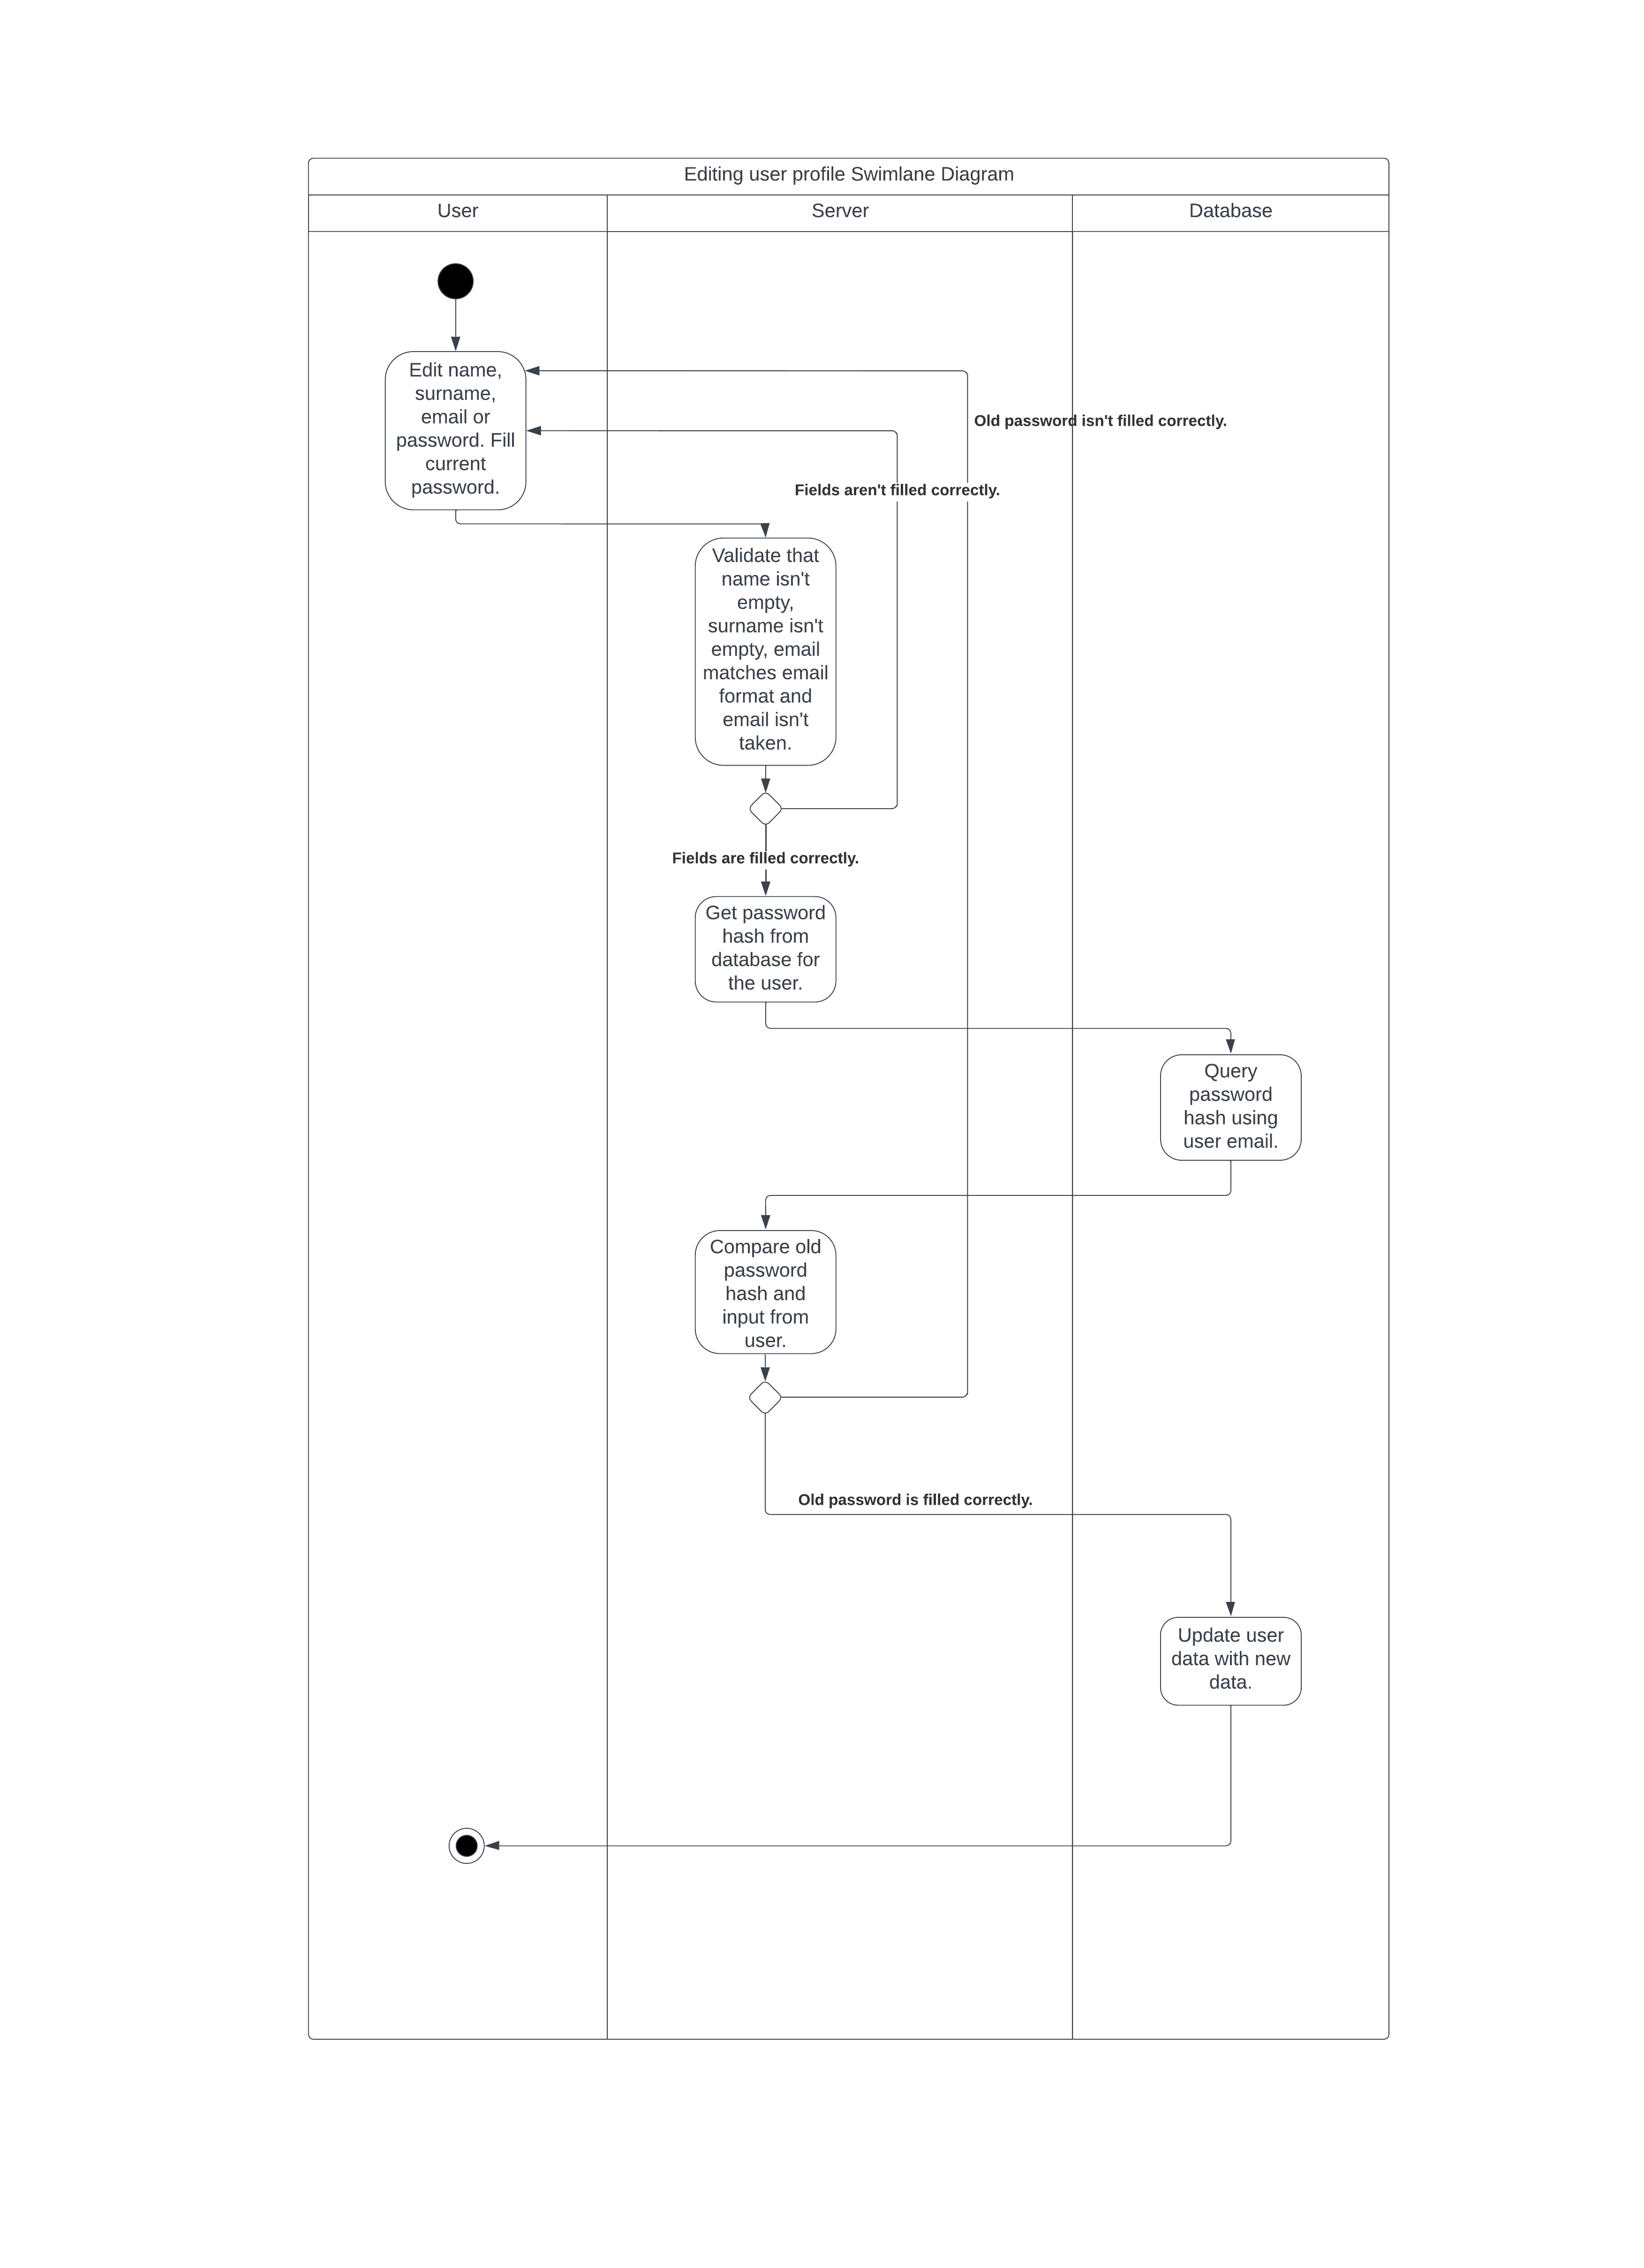 Editing user profile Swimlane Diagram
User
Server
Database
Edit name,
surname,
email or
password. Fill
current
password.
Old password isn't filled correctly.
Fields aren't filled correctly.
Validate that
name isn't
empty,
surname isn't
empty, email
matches email
format and
email isn't
taken.
Fields are filled correctly.
Get password
hash from
database for
the user.
Query
password
hash using
user email.
Compare old
password
hash and
input from
user.
Old password is filled correctly.
Update user
data with new
data.